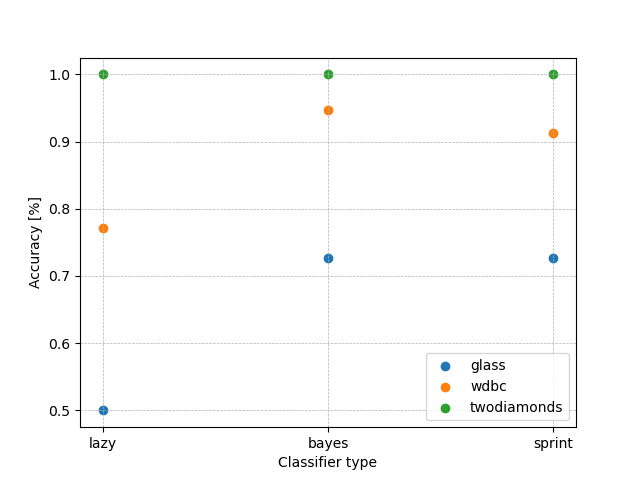 1.0
0.9
0.8
0.7
0.6
0.5
Accuracy [%]
lazy
bayes
sprint
Classifier type
glass
wdbc
twodiamonds